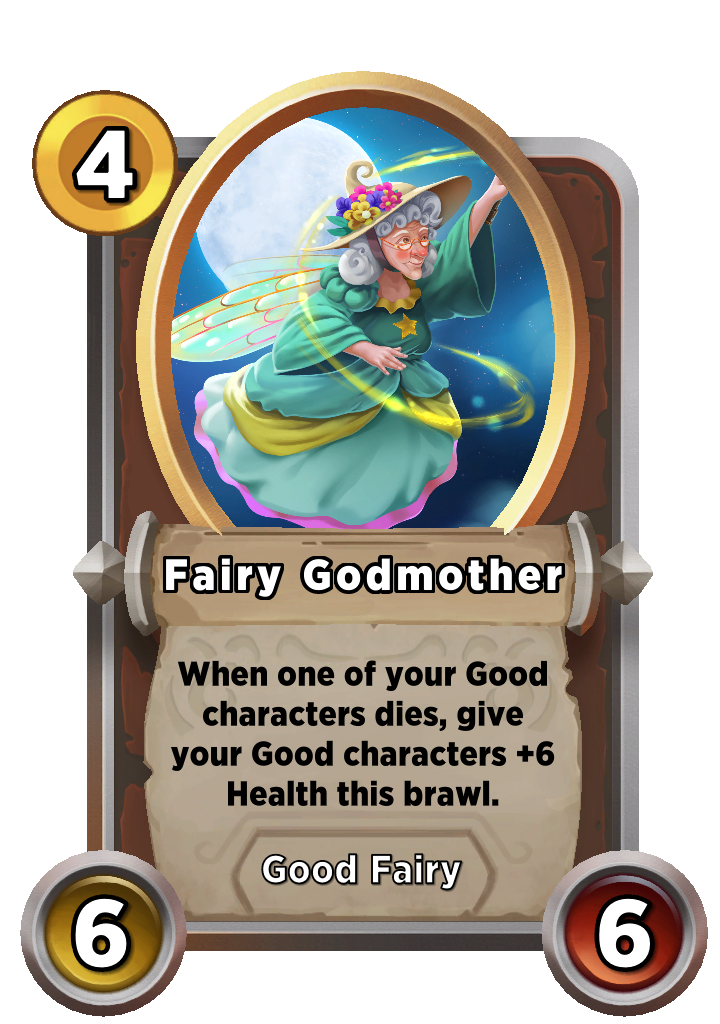 4
Fairy Godmother
When one of your Good
characters dies, give
your Good characters +6
Health this brawl.
Good Fairy
6
6